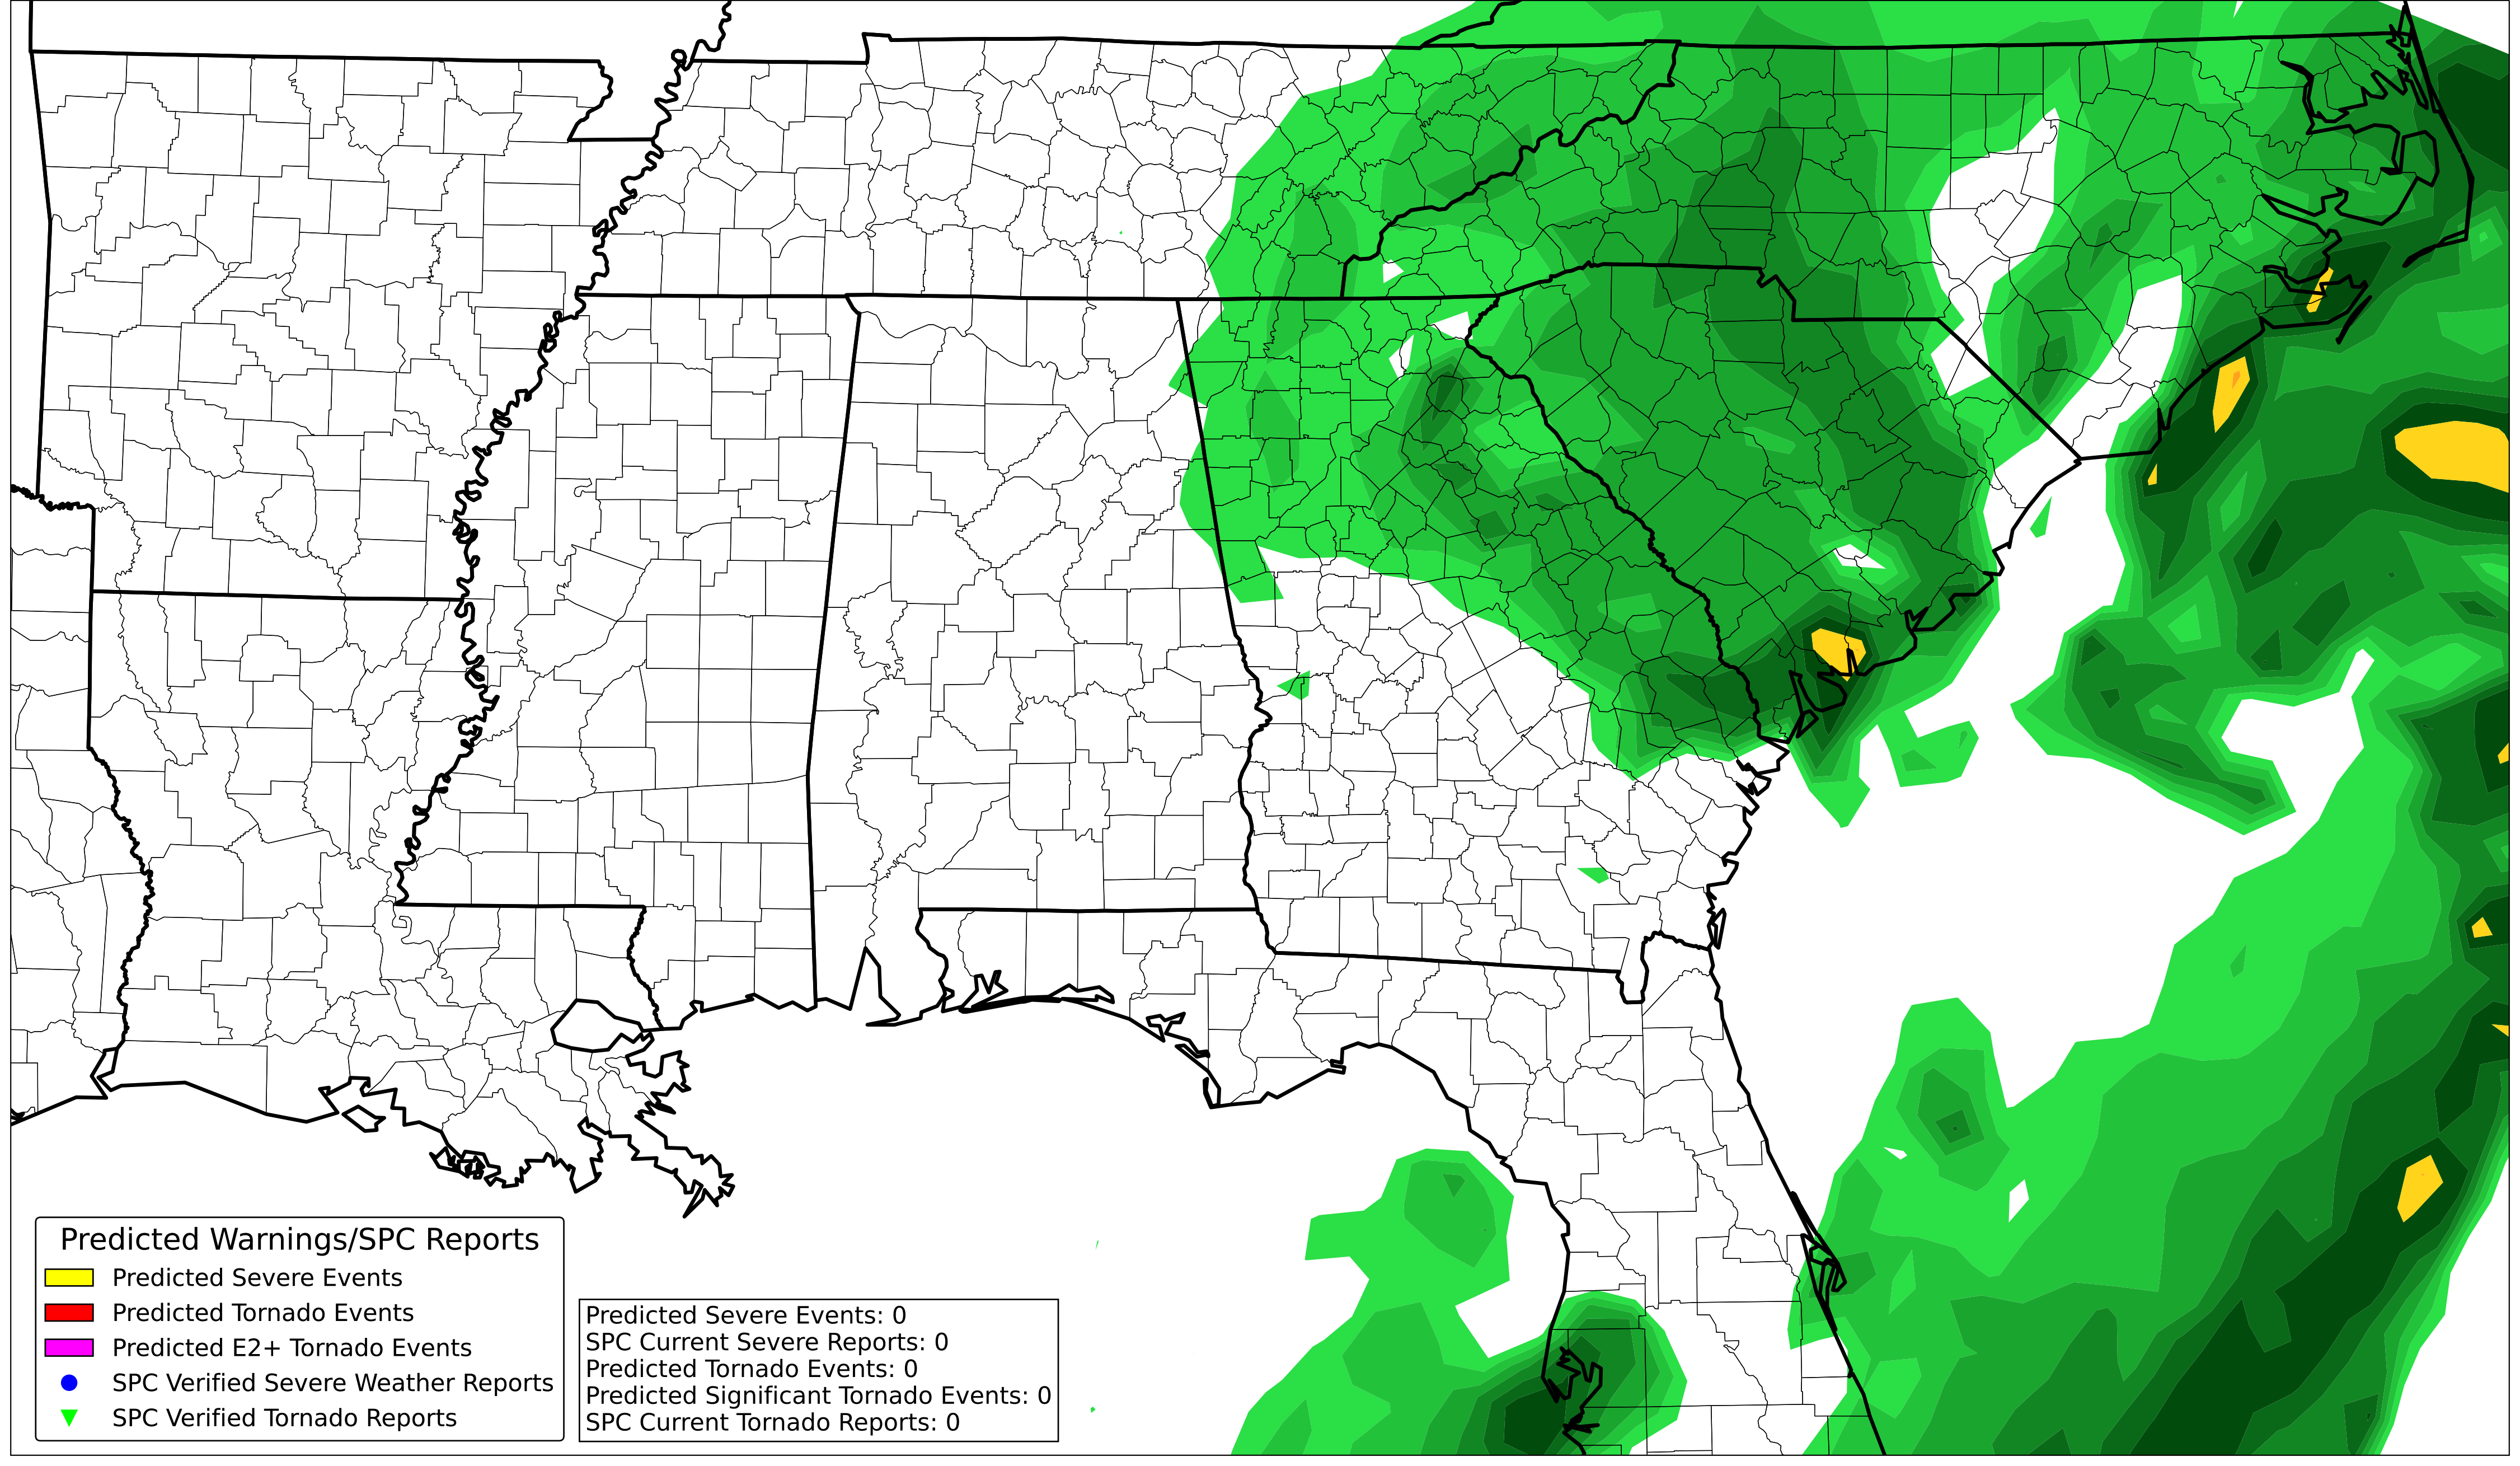 Predicted Warnings/SPC Reports
Predicted Severe Events
Predicted Tornado Events
Predicted E2+ Tornado Events
SPC Verified Severe Weather Reports
SPC Verified Tornado Reports
Predicted Severe Events: 0
SPC Current Severe Reports: 0
Predicted Tornado Events: 0
Predicted Significant Tornado Events: 0
SPC Current Tornado Reports: 0